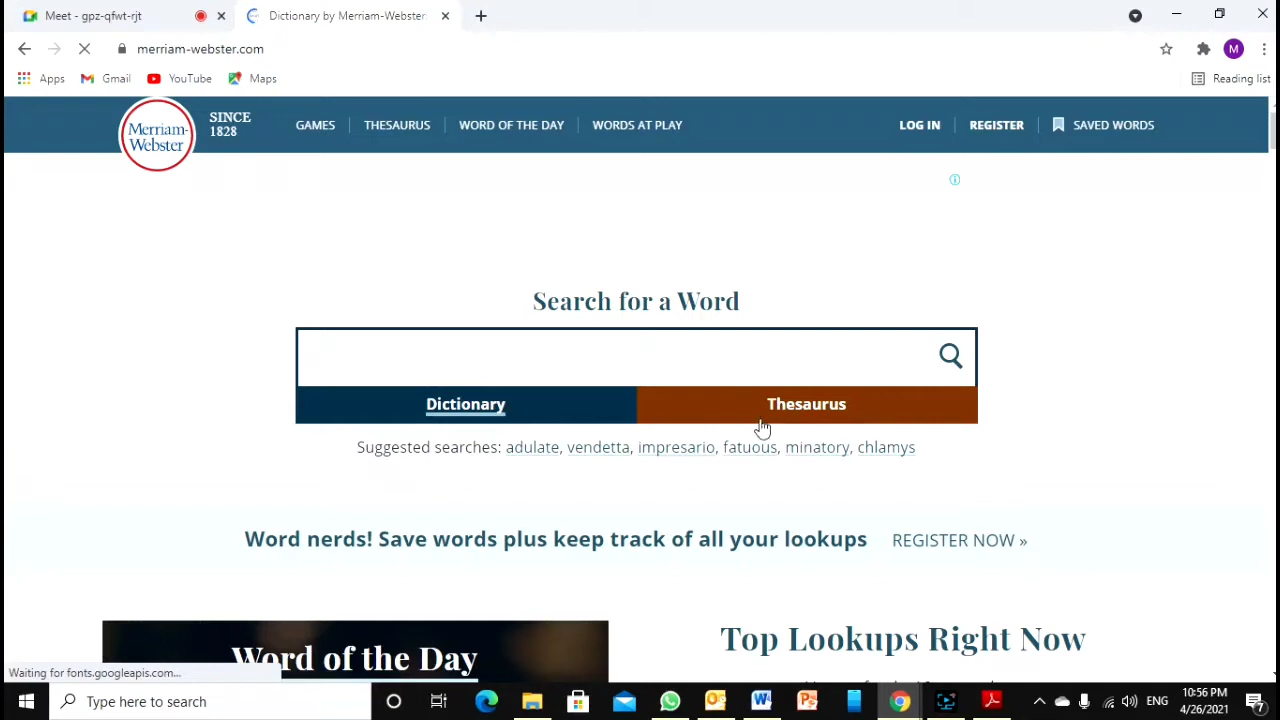 Meet - gpz-qfwt-rjt
Dictionary by Merriam-Webster
merriam-webster.com
M
Apps Gmail YouTube Maps Reading list
Merriam-
Webster
SINCE
1828
GAMES THESAURUS WORD OF THE DAY WORDS AT PLAY LOG IN REGISTER SAVED WORDS
Search for a Word
Dictionary Thesaurus
Suggested searches: adulate, vendetta, impresario, fatuous, minatory, chlamys
Word nerds! Save words plus keep track of all your lookups REGISTER NOW »
Word of the Day
Top Lookups Right Now
Waiting for fonts.googleapis.com...
Type here to search
ENG
10:56 PM
4/26/2021
7